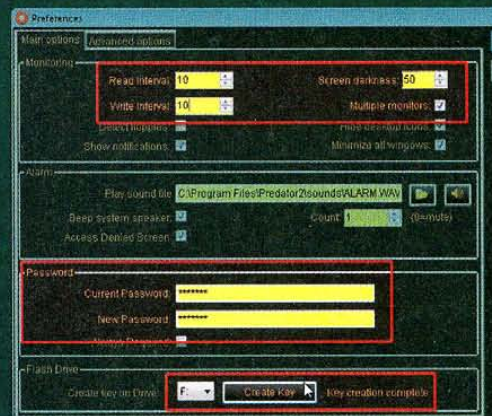 Preferences
Main options Advanced options
Monitoring
Read Interval: 10 Screen darkness: 50
Write Interval: 10 Multiple monitors:
Detect hopping: Hide desktop icons:
Show notifications: Minimize all windows:
Alarm
Play sound file C:\Program Files\Predator2\sounds\ALARM.WAV
Beep system speaker: Count: 1 (0=mute)
Access Denied Screen:
Password
Current Password: *******
New Password: *******
Always Required:
Flash Drive
Create key on Drive: F: Create Key Key creation complete